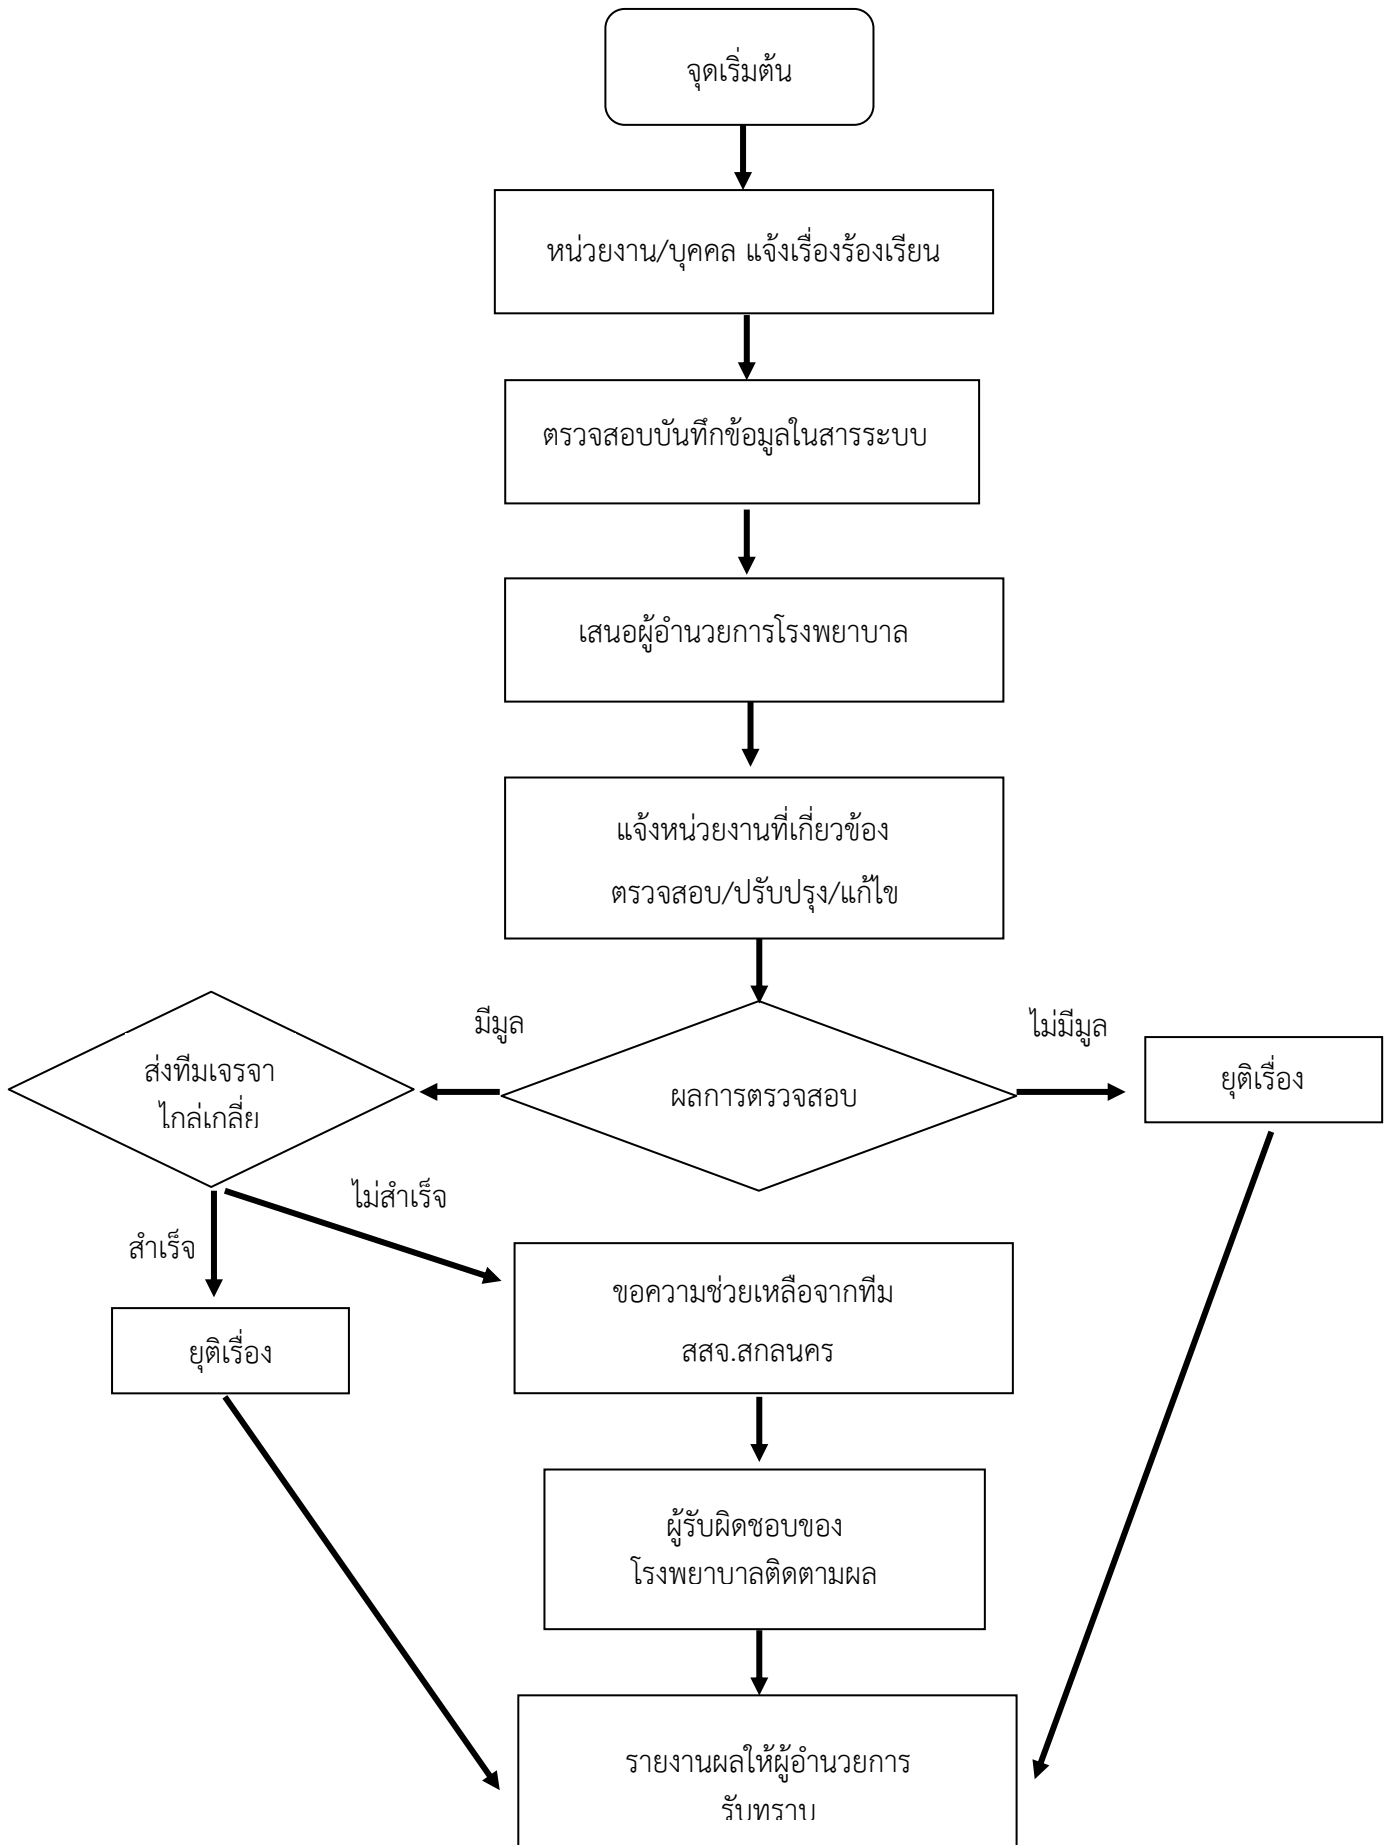 จุดเริ่มต้น
หน่วยงาน/บุคคล แจ้งเรื่องร้องเรียน
ตรวจสอบบันทึกข้อมูลในสารระบบ
เสนอผู้อำนวยการโรงพยาบาล
แจ้งหน่วยงานที่เกี่ยวข้อง
ตรวจสอบ/ปรับปรุง/แก้ไข
มีมูล
ไม่มีมูล
ส่งทีมเจรจา
ไกล่เกลี่ย
ผลการตรวจสอบ
ยุติเรื่อง
ไม่สำเร็จ
สำเร็จ
ขอความช่วยเหลือจากทีม
สสจ.สกลนคร
ยุติเรื่อง
ผู้รับผิดชอบของ
โรงพยาบาลติดตามผล
รายงานผลให้ผู้อำนวยการ
รับทราบ